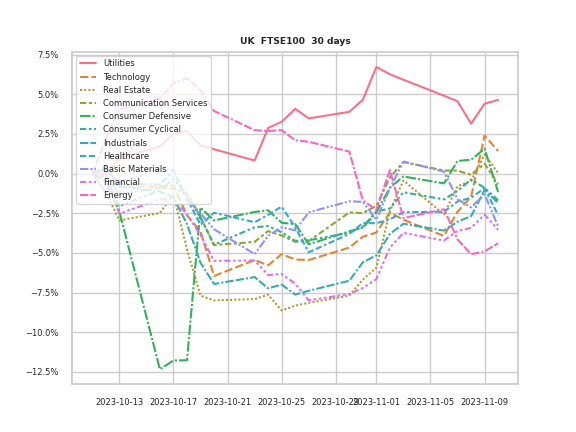 UK  FTSE100  30 days
7.5%
5.0%
2.5%
0.0%
−2.5%
−5.0%
−7.5%
−10.0%
−12.5%
Utilities
Technology
Real Estate
Communication Services
Consumer Defensive
Consumer Cyclical
Industrials
Healthcare
Basic Materials
Financial
Energy
2023-10-13 2023-10-17 2023-10-21 2023-10-25 2023-10-29 2023-11-01 2023-11-05 2023-11-09